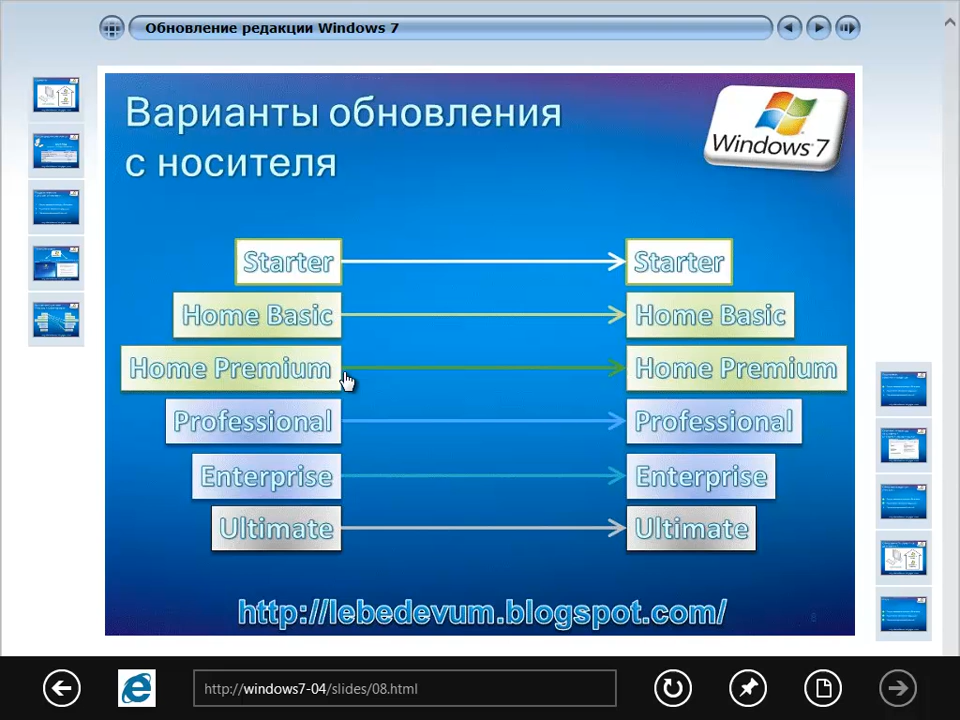 Обновление редакции Windows 7
Варианты обновления
с носителя
Windows 7
Starter
Starter
Home Basic
Home Basic
Home Premium
Home Premium
Professional
Professional
Enterprise
Enterprise
Ultimate
Ultimate
http://lebedevum.blogspot.com/
8
http://windows7-04/slides/08.html